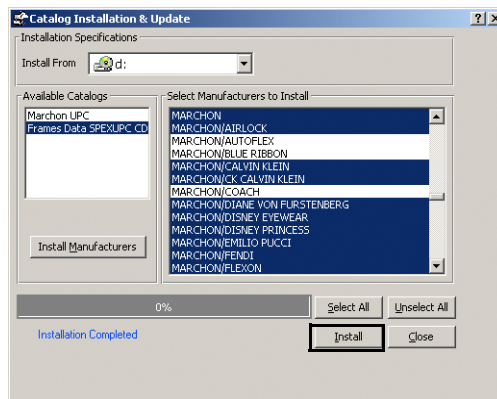 Catalog Installation & Update
Installation Specifications
Install From
d:
Available Catalogs
Marchon UPC
Frames Data SPEXUPC CD
Install Manufacturers
Select Manufacturers to Install
MARCHON
MARCHON/AIRLOCK
MARCHON/AUTOFLEX
MARCHON/BLUE RIBBON
MARCHON/CALVIN KLEIN
MARCHON/CK CALVIN KLEIN
MARCHON/COACH
MARCHON/DIANE VON FURSTENBERG
MARCHON/DISNEY EYEWEAR
MARCHON/DISNEY PRINCESS
MARCHON/EMILIO PUCCI
MARCHON/FENDI
MARCHON/FLEXON
0%
Select All
Unselect All
Installation Completed
Install
Close